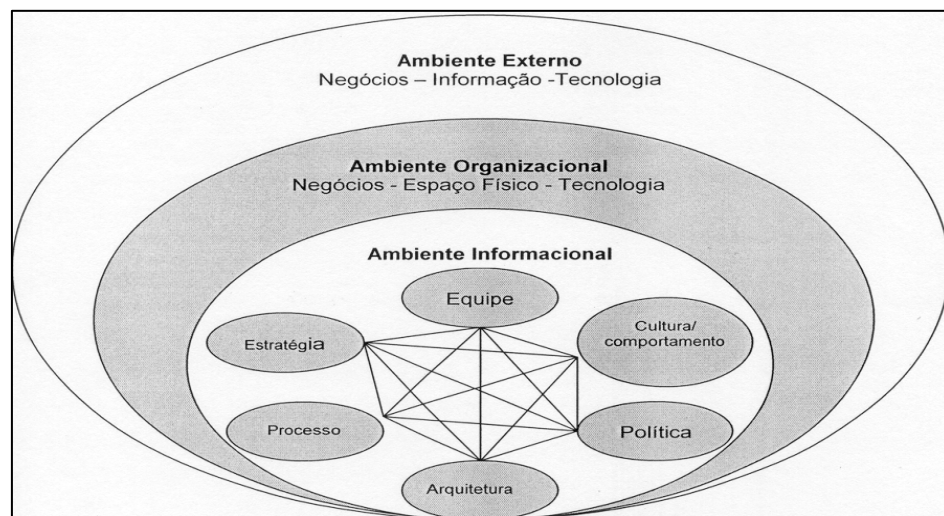 Ambiente Externo
Negócios – Informação -Tecnologia
Ambiente Organizacional
Negócios - Espaço Físico - Tecnologia
Ambiente Informacional
Equipe
Estratégia
Cultura/
comportamento
Processo
Política
Arquitetura